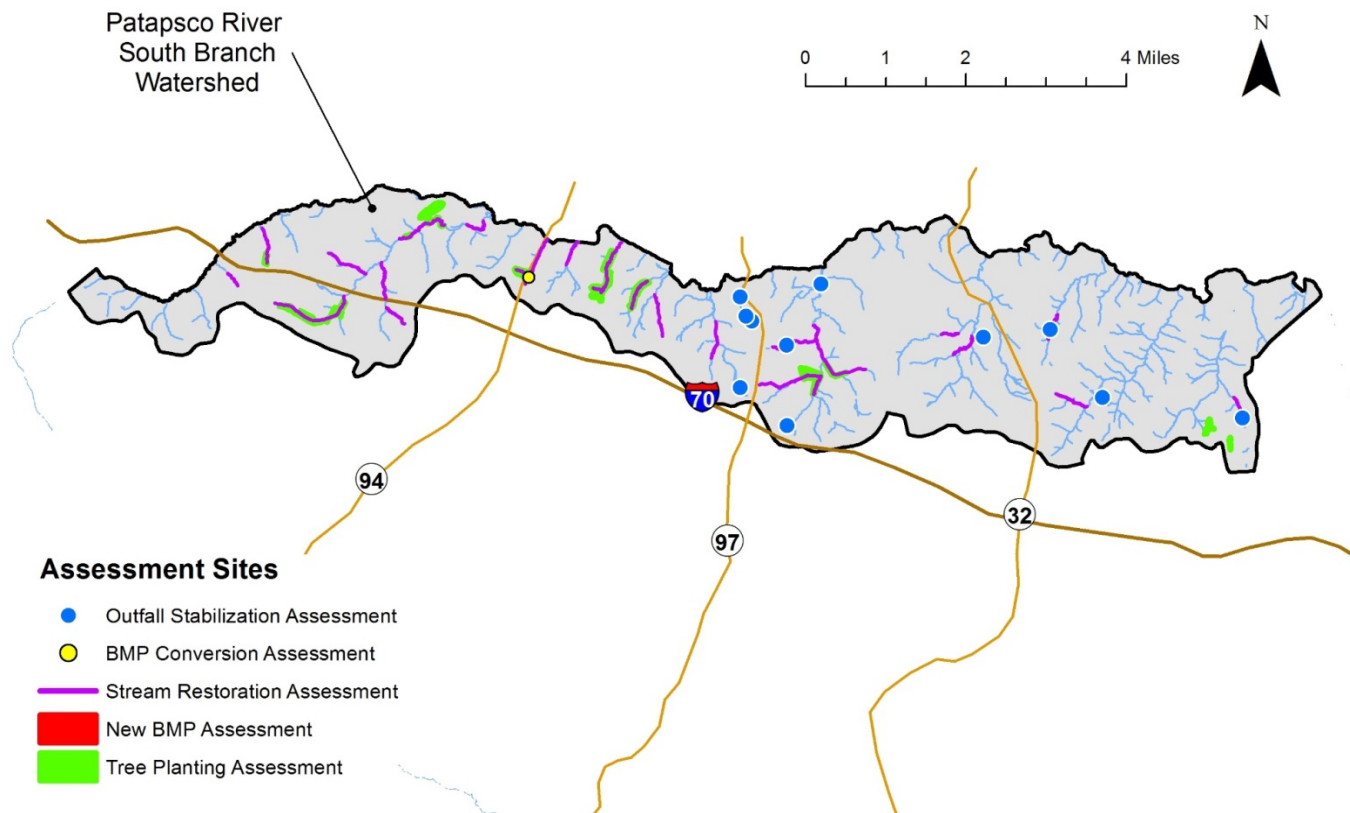 Patapsco River
South Branch
Watershed
0 1 2 4 Miles
N
70
94
97
32
Assessment Sites
Outfall Stabilization Assessment
BMP Conversion Assessment
Stream Restoration Assessment
New BMP Assessment
Tree Planting Assessment